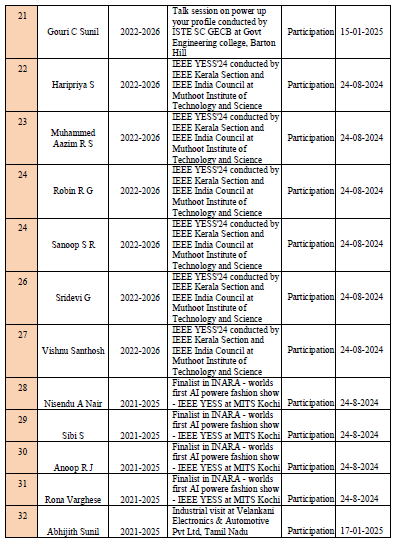 21
Gouri C Sunil
2022-2026
Talk session on power up
your profile conducted by
ISTE SC GECB at Govt
Engineering college, Barton
Hill
Participation
15-01-2025
22
Haripriya S
2022-2026
IEEE YESS'24 conducted by
IEEE Kerala Section and
IEEE India Council at
Muthoot Institute of
Technology and Science
Participation
24-08-2024
23
Muhammed
Aazim R S
2022-2026
IEEE YESS'24 conducted by
IEEE Kerala Section and
IEEE India Council at
Muthoot Institute of
Technology and Science
Participation
24-08-2024
24
Robin R G
2022-2026
IEEE YESS'24 conducted by
IEEE Kerala Section and
IEEE India Council at
Muthoot Institute of
Technology and Science
Participation
24-08-2024
24
Sanoop S R
2022-2026
IEEE YESS'24 conducted by
IEEE Kerala Section and
IEEE India Council at
Muthoot Institute of
Technology and Science
Participation
24-08-2024
26
Sridevi G
2022-2026
IEEE YESS'24 conducted by
IEEE Kerala Section and
IEEE India Council at
Muthoot Institute of
Technology and Science
Participation
24-08-2024
27
Vishnu Santhosh
2022-2026
IEEE YESS'24 conducted by
IEEE Kerala Section and
IEEE India Council at
Muthoot Institute of
Technology and Science
Participation
24-08-2024
28
Nisendu A Nair
2021-2025
Finalist in INARA - worlds
first AI powere fashion show
- IEEE YESS at MITS Kochi
Participation
24-8-2024
29
Sibi S
2021-2025
Finalist in INARA - worlds
first AI powere fashion show
- IEEE YESS at MITS Kochi
Participation
24-8-2024
30
Anoop R J
2021-2025
Finalist in INARA - worlds
first AI powere fashion show
- IEEE YESS at MITS Kochi
Participation
24-8-2024
31
Rona Varghese
2021-2025
Finalist in INARA - worlds
first AI powere fashion show
- IEEE YESS at MITS Kochi
Participation
24-8-2024
32
Abhijith Sunil
2021-2025
Industrial visit at Velankani
Electronics & Automotive
Pvt Ltd, Tamil Nadu
Participation
17-01-2025